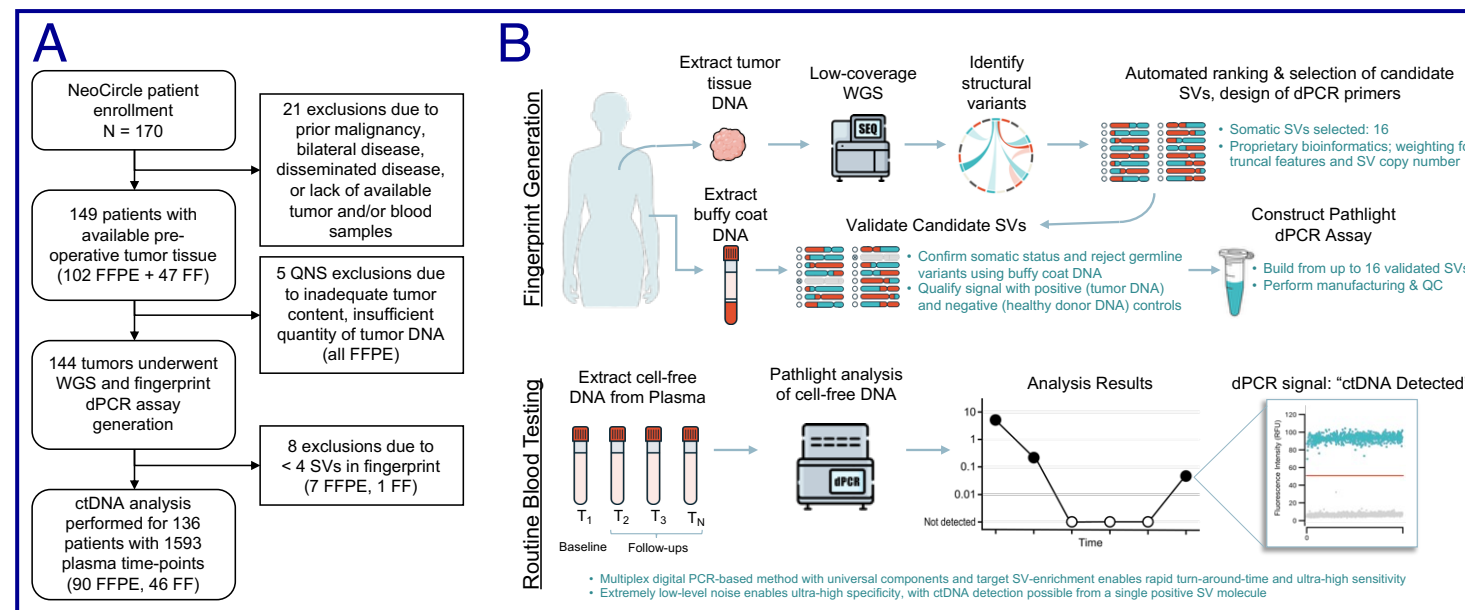 A
NeoCircle patient
enrollment
N = 170
21 exclusions due to
prior malignancy,
bilateral disease,
disseminated disease,
or lack of available
tumor and/or blood
samples
149 patients with
available pre-
operative tumor tissue
(102 FFPE + 47 FF)
5 QNS exclusions due
to inadequate tumor
content, insufficient
quantity of tumor DNA
(all FFPE)
144 tumors underwent
WGS and fingerprint
dPCR assay
generation
8 exclusions due to
< 4 SVs in fingerprint
(7 FFPE, 1 FF)
ctDNA analysis
performed for 136
patients with 1593
plasma time-points
(90 FFPE, 46 FF)
B
Fingerprint Generation
Extract tumor
tissue
DNA
Low-coverage
WGS
SEQ
Identify
structural
variants
Automated ranking & selection of candidate
SVs, design of dPCR primers
• Somatic SVs selected: 16
• Proprietary bioinformatics; weighting fo
truncal features and SV copy number
Extract
buffy coat
DNA
Validate Candidate SVs
• Confirm somatic status and reject germline
variants using buffy coat DNA
• Qualify signal with positive (tumor DNA)
and negative (healthy donor DNA) controls
Construct Pathlight
dPCR Assay
• Build from up to 16 validated SVs
• Perform manufacturing & QC
Routine Blood Testing
Extract cell-free
DNA from Plasma
T1 T2 T3 TN
Baseline Follow-ups
Pathlight analysis
of cell-free DNA
dPCR
Analysis Results
10
1
0.1
0.01
Not detected
Time
dPCR signal: “ctDNA Detected
Fluorescence Intensity (RFU)
120
100
80
60
40
20
0
0
• Multiplex digital PCR-based method with universal components and target SV-enrichment enables rapid turn-around-time and ultra-high sensitivity
• Extremely low-level noise enables ultra-high specificity, with ctDNA detection possible from a single positive SV molecule